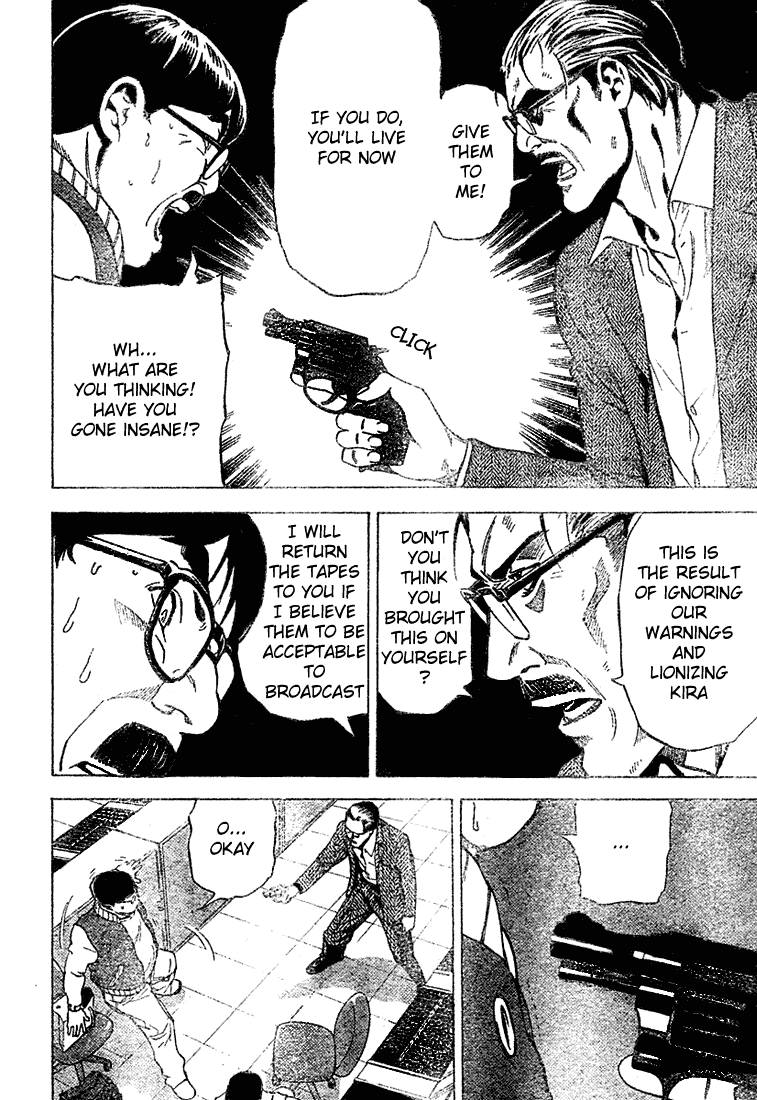 GIVE
THEM
TO
ME!
IF YOU DO,
YOU'LL LIVE
FOR NOW
CLICK
WH...
WHAT ARE
YOU THINKING!
HAVE YOU
GONE INSANE!?
THIS IS
THE RESULT
OF IGNORING
OUR
WARNINGS
AND
LIONIZING
KIRA
DON'T
YOU
THINK
YOU
BROUGHT
THIS ON
YOURSELF
?
I WILL
RETURN
THE TAPES
TO YOU IF
I BELIEVE
THEM TO BE
ACCEPTABLE
TO
BROADCAST
...
O...
OKAY